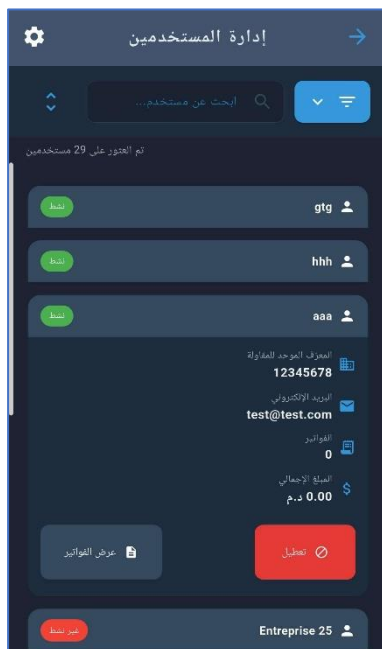 إدارة المستخدمين
ابحث عن مستخدم...
تم العثور على 29 مستخدمين
gtg نشط
hhh نشط
aaa نشط
المعرف الموحد للمقاولة
12345678
البريد الإلكتروني
test@test.com
الفواتير
0
المبلغ الإجمالي
0.00 د.م
تعطيل عرض الفواتير
Entreprise 25 غير نشط